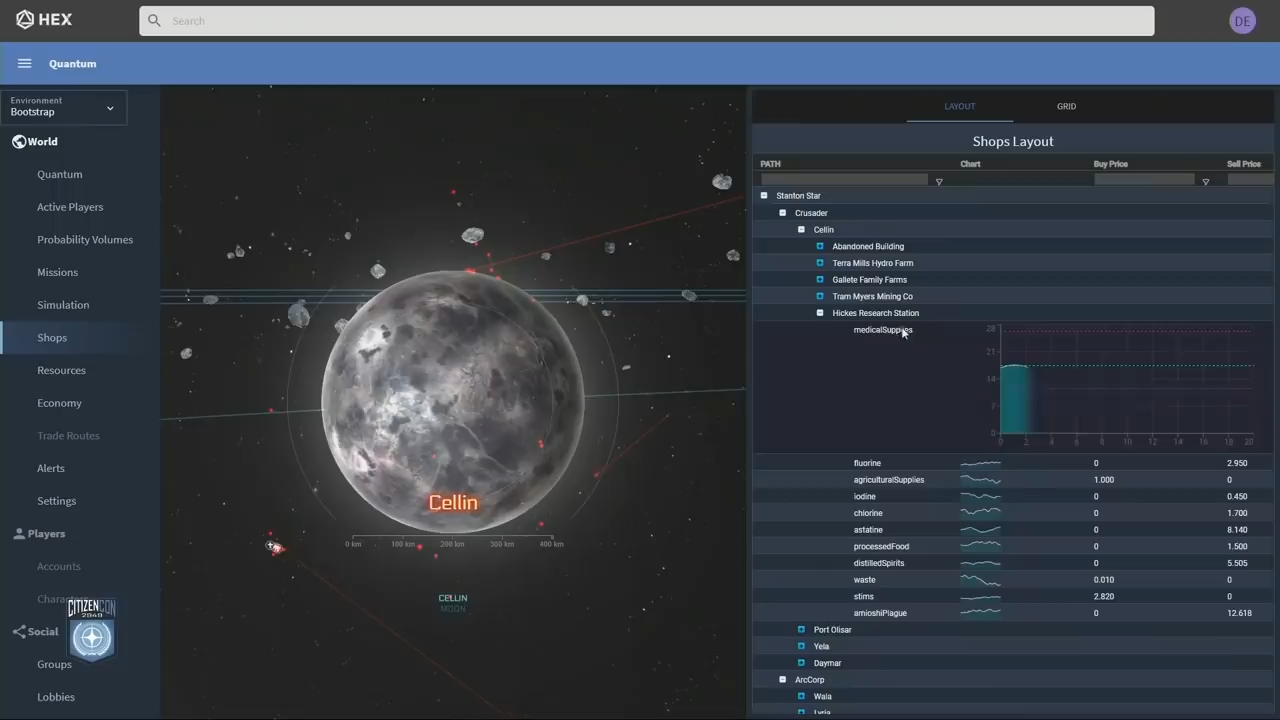 HEX
Search
DE
Quantum
Environment
Bootstrap
World
Quantum
Active Players
Probability Volumes
Missions
Simulation
Shops
Resources
Economy
Trade Routes
Alerts
Settings
Players
Accounts
CITIZENCON
2949
Social
Groups
Lobbies
Cellin
0 km 100 km 200 km 300 km 400 km
CELLIN
MOON
LAYOUT GRID
Shops Layout
PATH Chart Buy Price Sell Price
Stanton Star
Crusader
Cellin
Abandoned Building
Terra Mills Hydro Farm
Gallete Family Farms
Tram Myers Mining Co
Hickes Research Station
medicalSupplies
28
21
14
7
0
0 2 4 6 8 10 12 14 16 18 20
fluorine 0 2.950
agriculturalSupplies 1.000 0
iodine 0 0.450
chlorine 0 1.700
astatine 0 8.140
processedFood 0 1.500
distilledSpirits 0 5.505
waste 0.010 0
stims 2.820 0
amioshiPlague 0 12.618
Port Olisar
Yela
Daymar
ArcCorp
Wala
Lyria